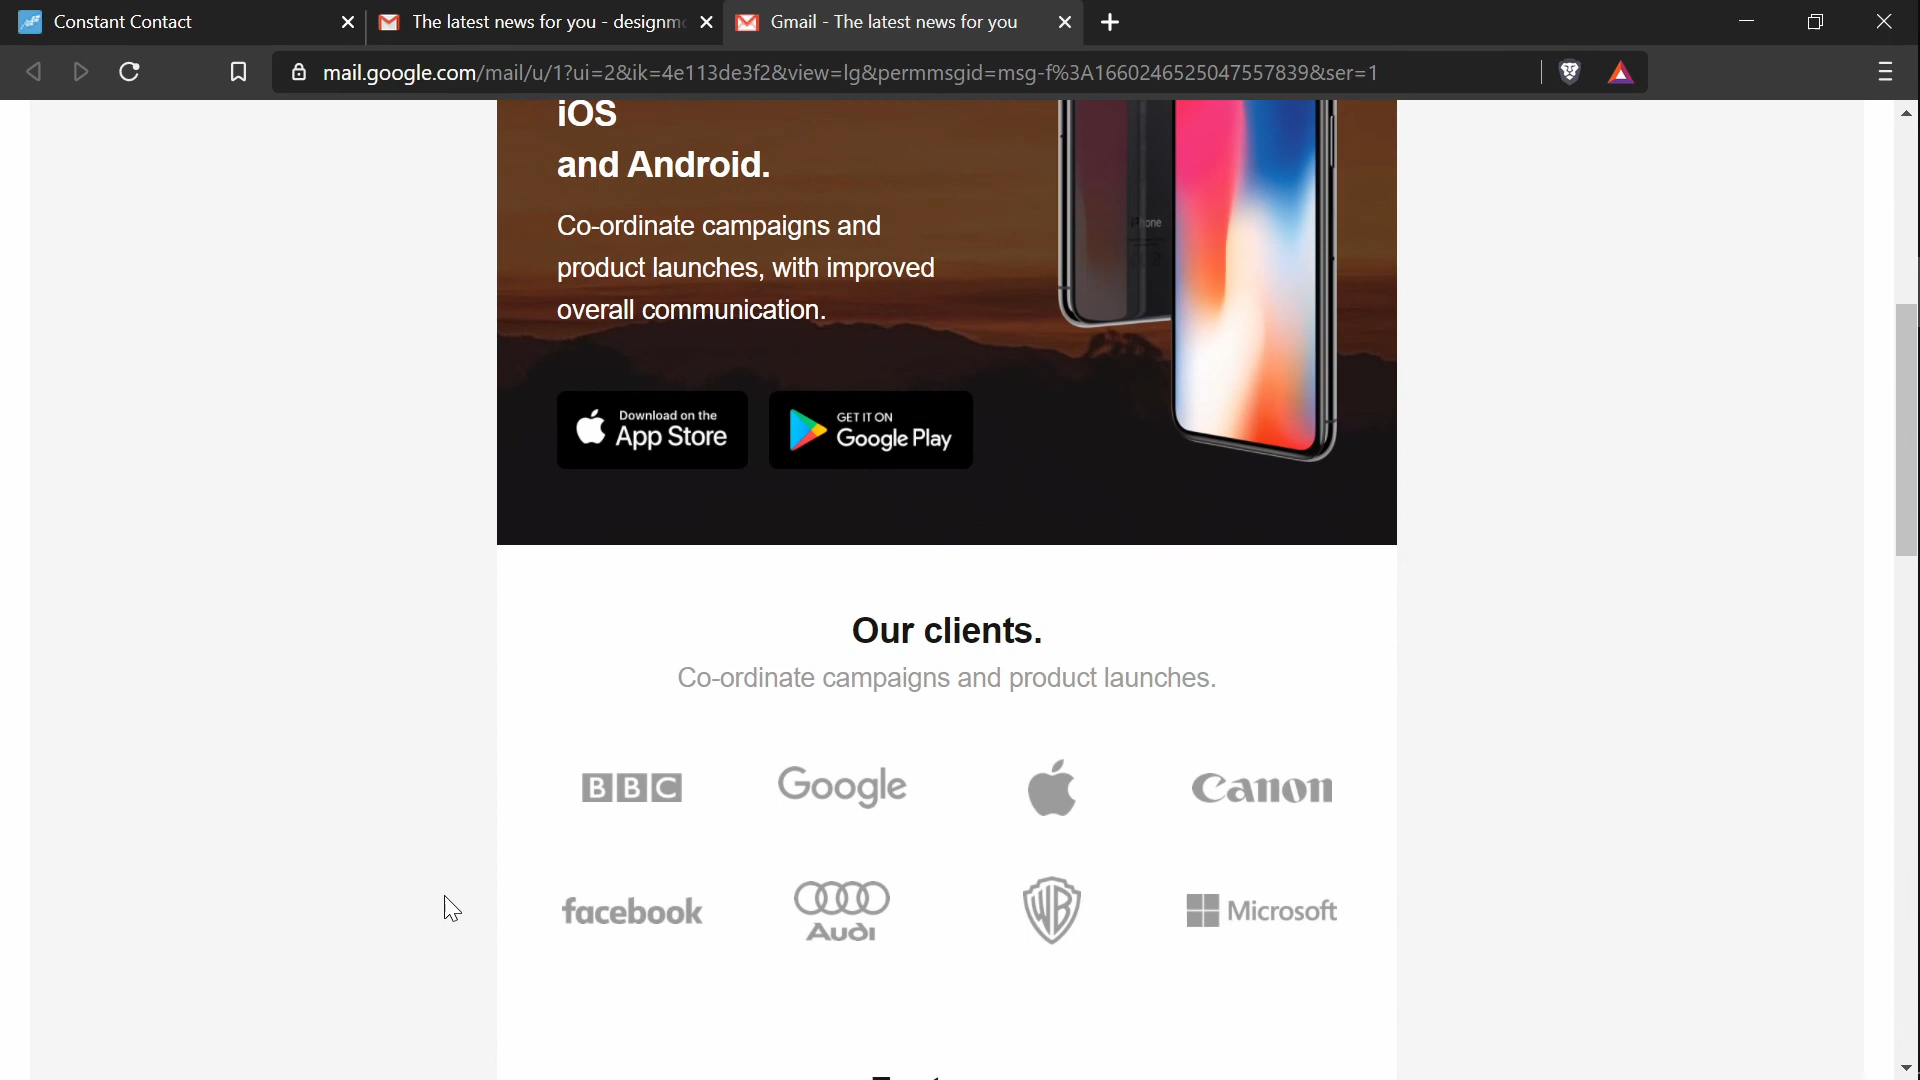 Constant Contact
The latest news for you - designm
Gmail - The latest news for you
mail.google.com/mail/u/1?ui=2&ik=4e113de3f2&view=lg&permmsgid=msg-f%3A1660246525047557839&ser=1
iOS
and Android.
Co-ordinate campaigns and
product launches, with improved
overall communication.
iPhone
Download on the
App Store
GET IT ON
Google Play
Our clients.
Co-ordinate campaigns and product launches.
BBC Google Canon
facebook Audi WB Microsoft